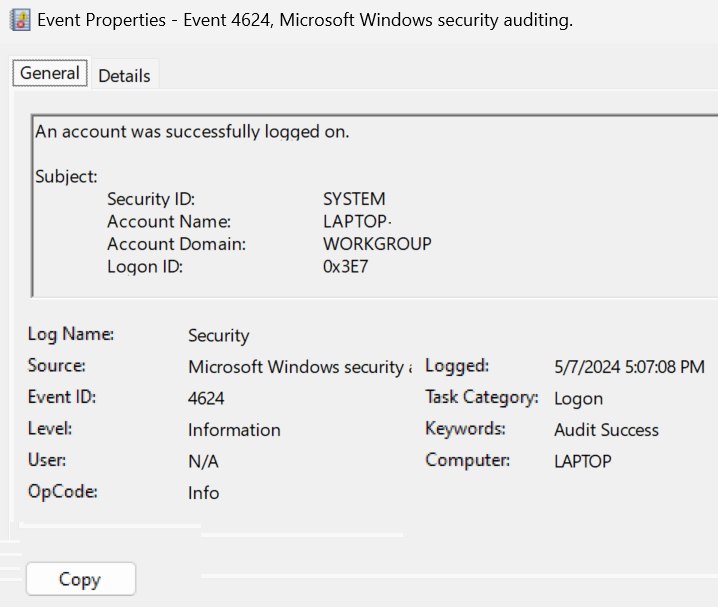 Event Properties - Event 4624, Microsoft Windows security auditing.
General Details
An account was successfully logged on.
Subject:
Security ID: SYSTEM
Account Name: LAPTOP-
Account Domain: WORKGROUP
Logon ID: 0x3E7
Log Name: Security
Source: Microsoft Windows security Logged: 5/7/2024 5:07:08 PM
Event ID: 4624 Task Category: Logon
Level: Information Keywords: Audit Success
User: N/A Computer: LAPTOP
OpCode: Info
Copy